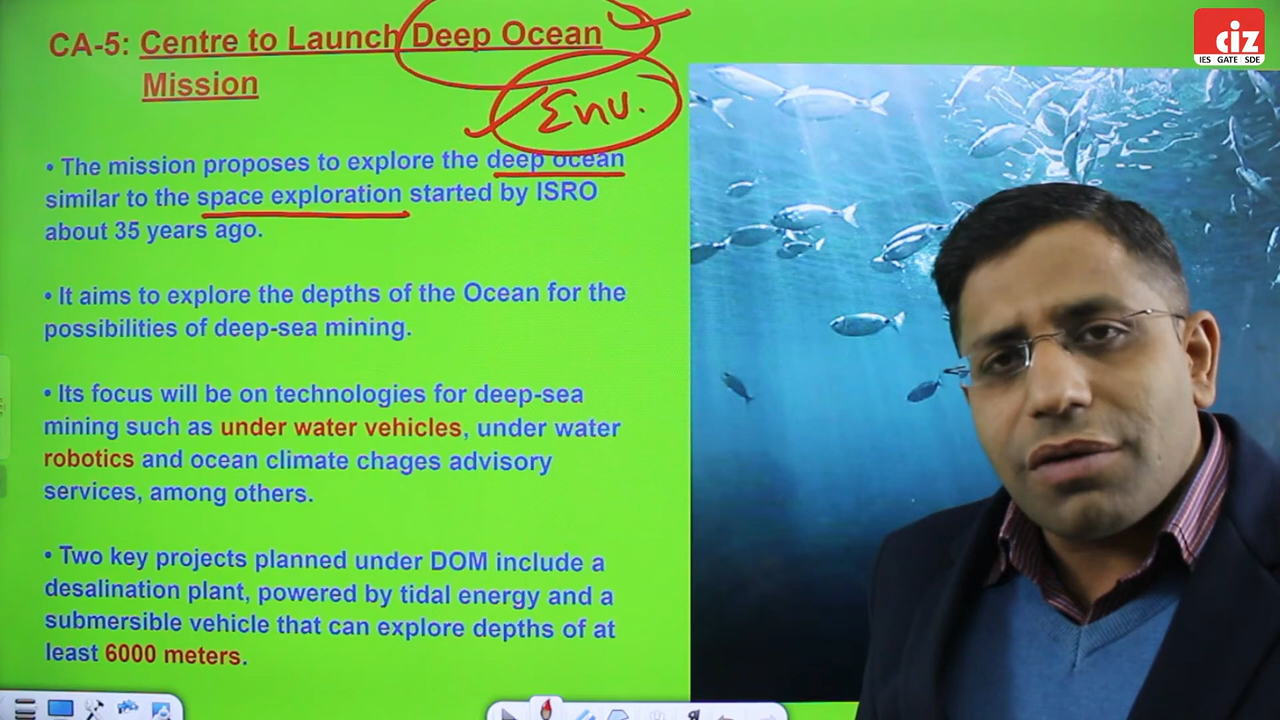 CA-5: Centre to Launch Deep Ocean
Mission
Env.
• The mission proposes to explore the deep ocean
similar to the space exploration started by ISRO
about 35 years ago.
• It aims to explore the depths of the Ocean for the
possibilities of deep-sea mining.
• Its focus will be on technologies for deep-sea
mining such as under water vehicles, under water
robotics and ocean climate chages advisory
services, among others.
• Two key projects planned under DOM include a
desalination plant, powered by tidal energy and a
submersible vehicle that can explore depths of at
least 6000 meters.
ciz
IES GATE SDE